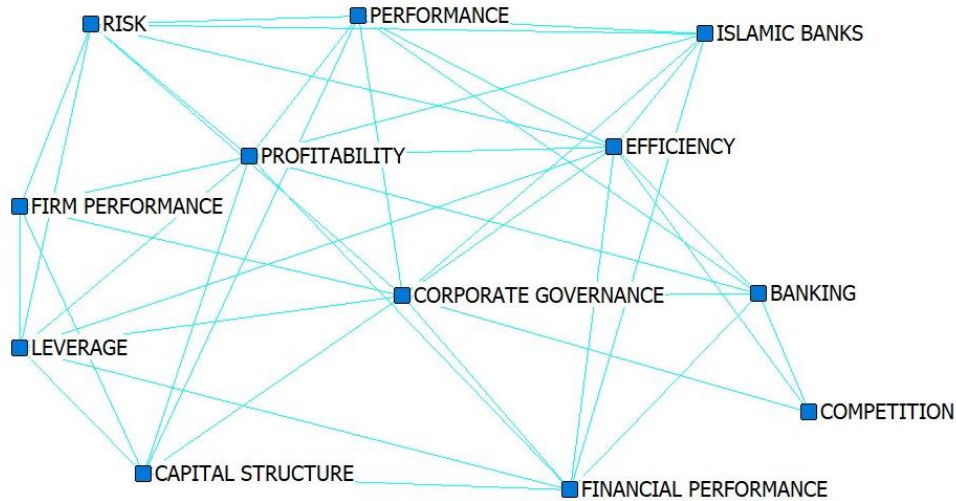 RISK
PERFORMANCE
ISLAMIC BANKS
PROFITABILITY
EFFICIENCY
FIRM PERFORMANCE
CORPORATE GOVERNANCE
BANKING
LEVERAGE
COMPETITION
CAPITAL STRUCTURE
FINANCIAL PERFORMANCE